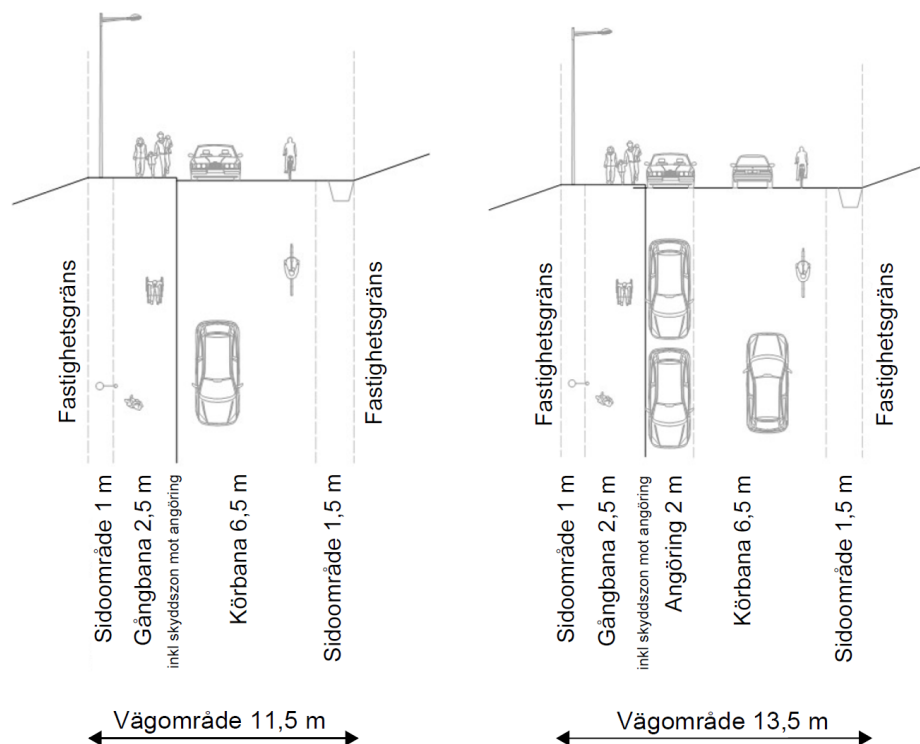 Fastighetsgräns
Fastighetsgräns
Sidoområde 1 m
Gångbana 2,5 m
inkl skyddszon mot angöring
Körbana 6,5 m
Sidoområde 1,5 m
Vägområde 11,5 m
Fastighetsgräns
Fastighetsgräns
Sidoområde 1 m
Gångbana 2,5 m
inkl skyddszon mot angöring
Angöring 2 m
Körbana 6,5 m
Sidoområde 1,5 m
Vägområde 13,5 m